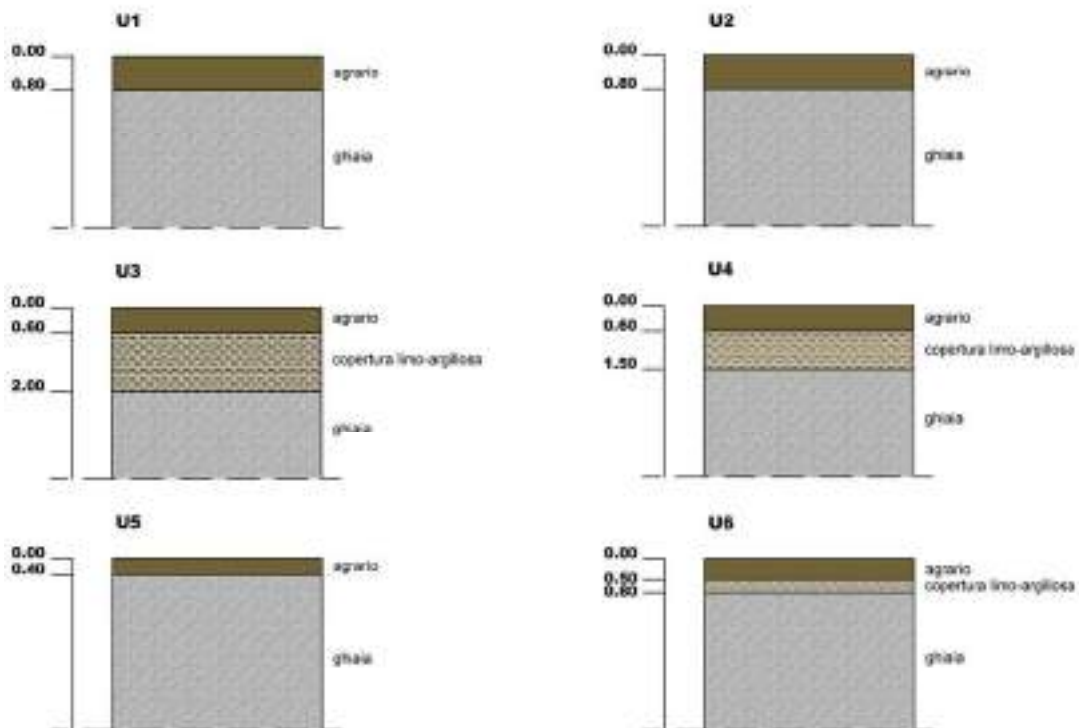 U1
0.00
agrario
0.80
ghiaia
U2
0.00
agrario
0.80
ghiaia
U3
0.00
agrario
0.60
copertura limo-argillosa
2.00
ghiaia
U4
0.00
agrario
0.60
copertura limo-argillosa
1.50
ghiaia
U5
0.00
agrario
0.40
ghiaia
U6
0.00
agrario
0.50
copertura limo-argillosa
0.80
ghiaia